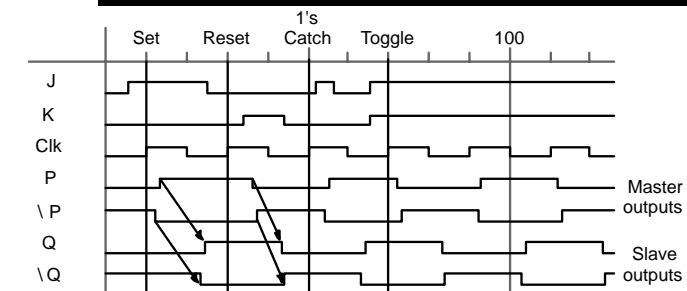 1's
Set Reset Catch Toggle 100
J
K
Clk
P
\ P
Q
\ Q
Master
outputs
Slave
outputs